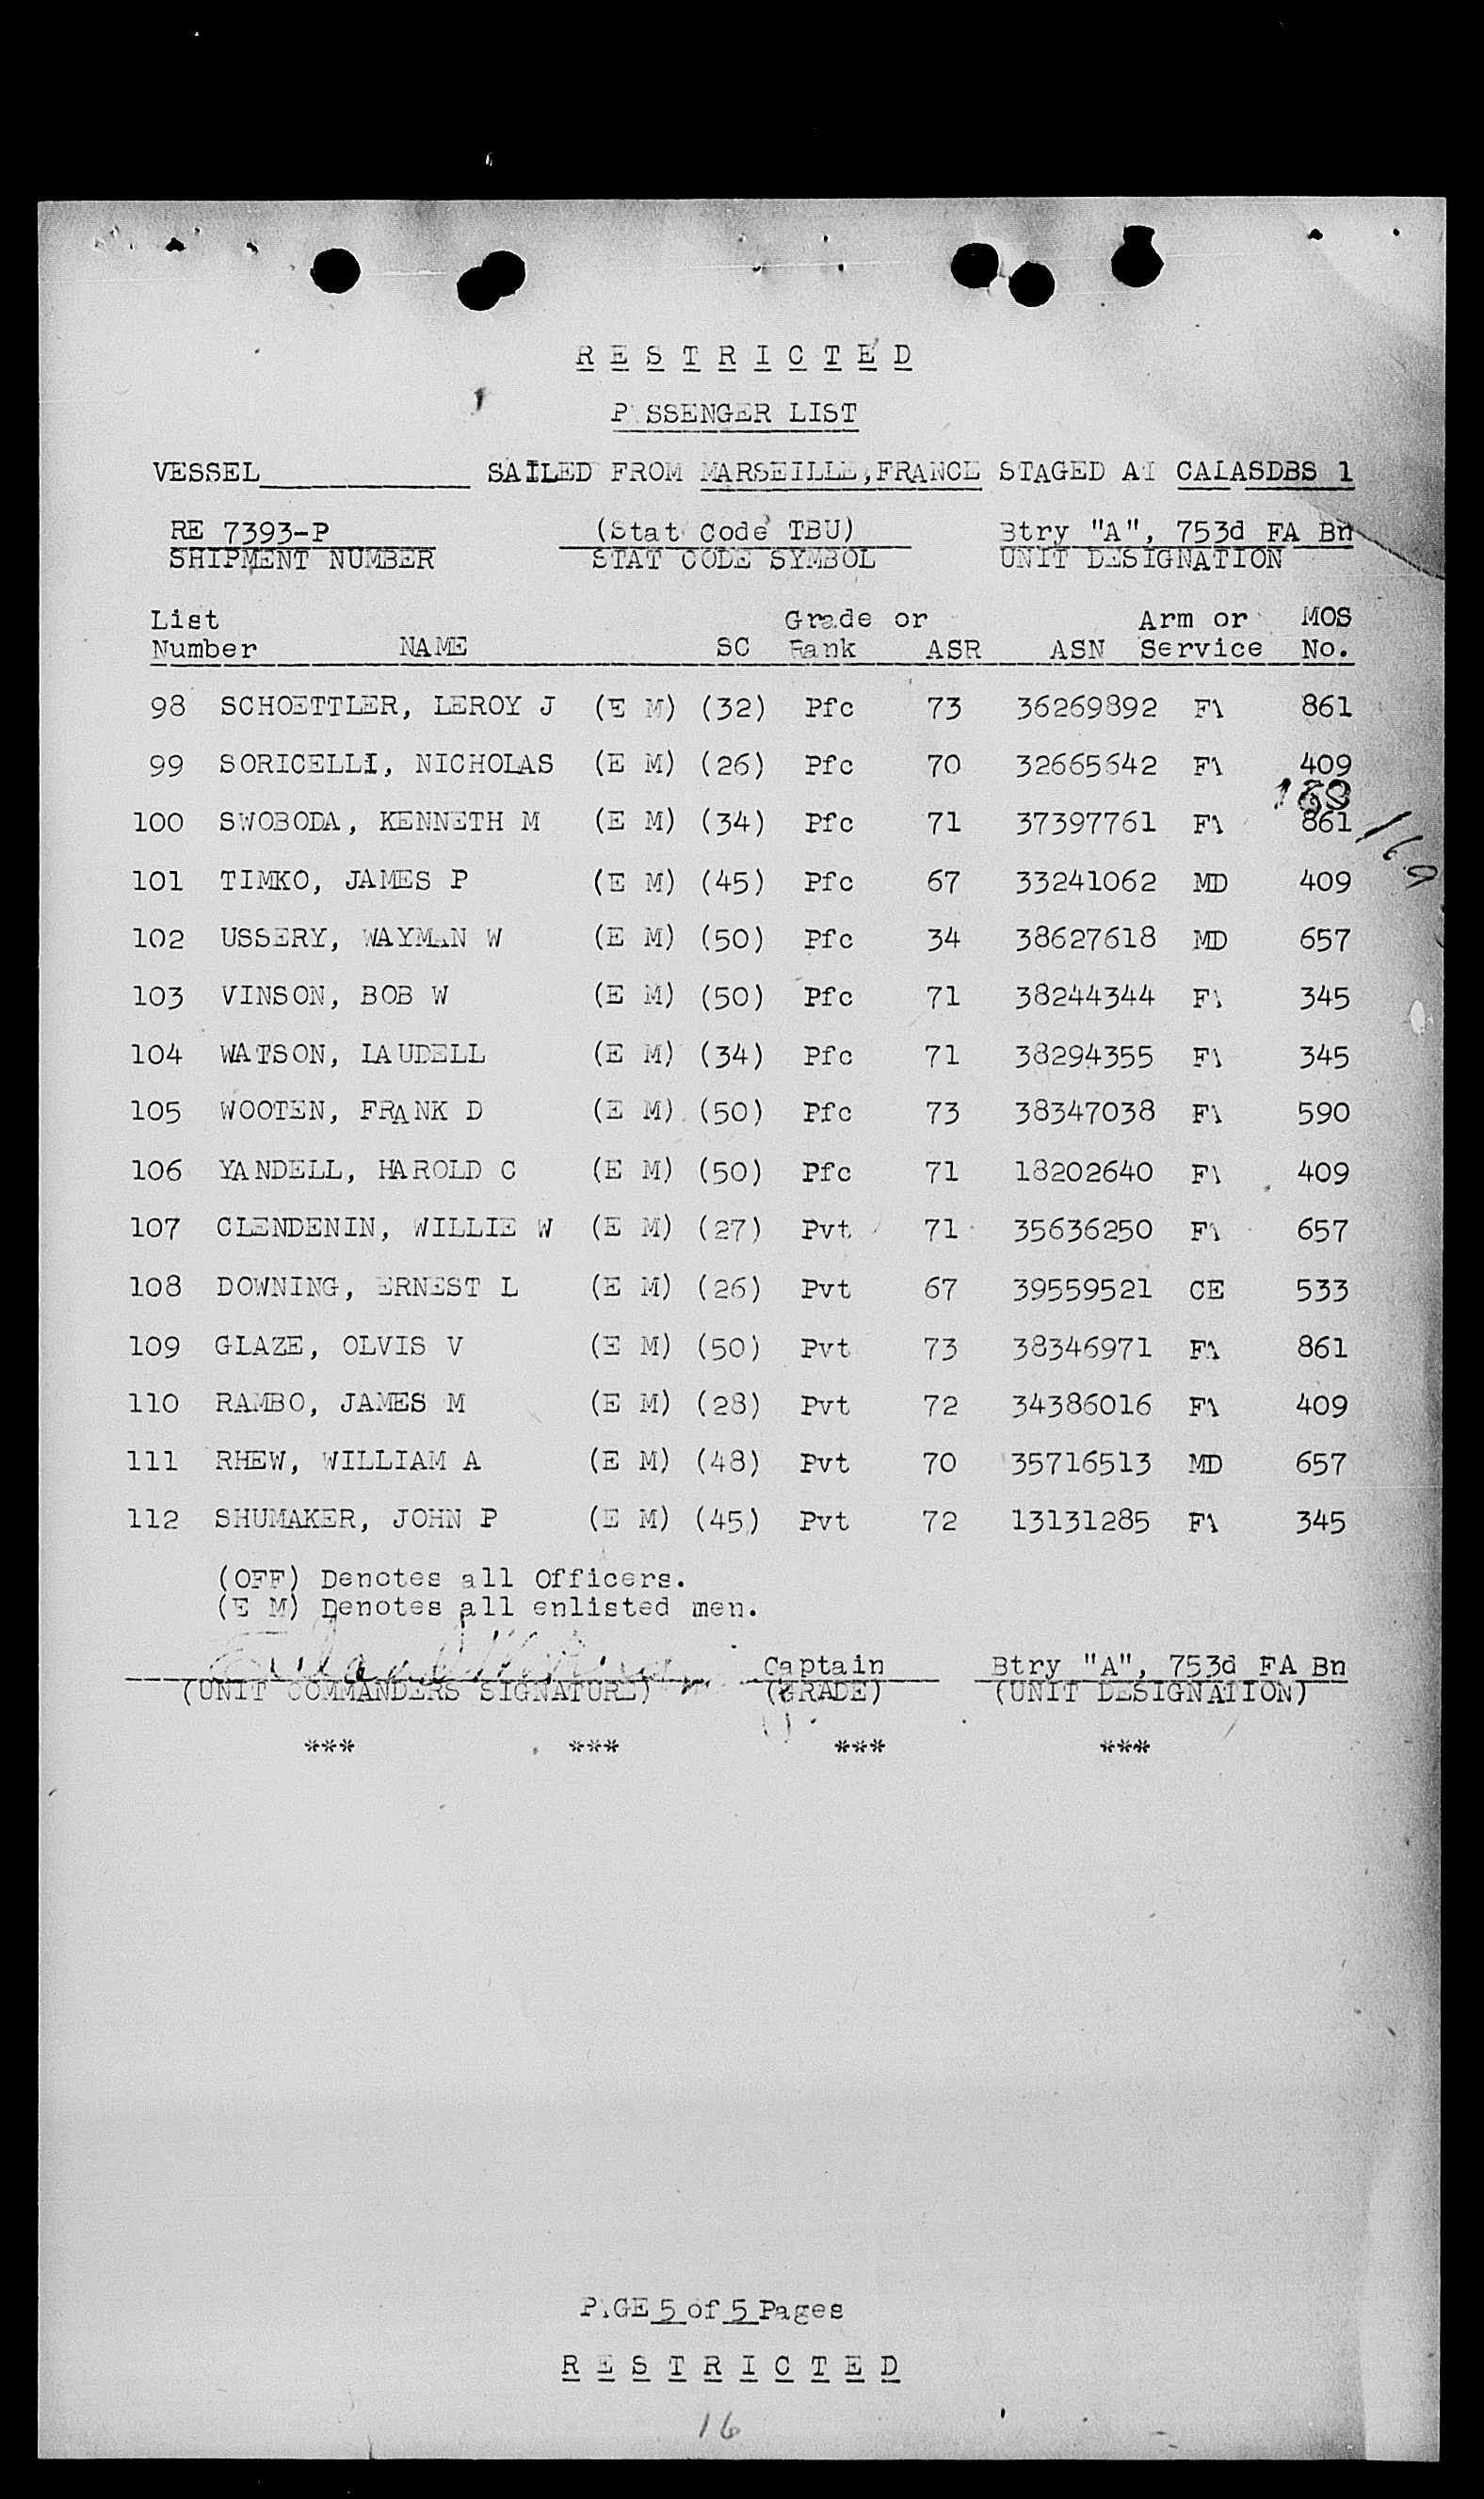 RESTRICTED
PASSENGER LIST
VESSEL____________ SAILED FROM MARSEILLE, FRANCE STAGED AT CALASDBS 1
RE 7393-P (Stat Code TBU) Btry "A", 753d FA Bn
SHIPMENT NUMBER STAT CODE SYMBOL UNIT DESIGNATION
List Grade or Arm or MOS
Number NAME SC Rank ASR ASN Service No.
98 SCHOETTLER, LEROY J (E M) (32) Pfc 73 36269892 FA 861
99 SORICELLI, NICHOLAS (E M) (26) Pfc 70 32665642 FA 409
160
100 SWOBODA, KENNETH M (E M) (34) Pfc 71 37397761 FA 861 160
101 TIMKO, JAMES P (E M) (45) Pfc 67 33241062 MD 409
102 USSERY, WAYMAN W (E M) (50) Pfc 34 38627618 MD 657
103 VINSON, BOB W (E M) (50) Pfc 71 38244344 FA 345
104 WATSON, LAUDELL (E M) (34) Pfc 71 38294355 FA 345
105 WOOTEN, FRANK D (E M) (50) Pfc 73 38347038 FA 590
106 YANDELL, HAROLD C (E M) (50) Pfc 71 18202640 FA 409
107 CLENDENIN, WILLIE W (E M) (27) Pvt 71 35636250 FA 657
108 DOWNING, ERNEST L (E M) (26) Pvt 67 39559521 CE 533
109 GLAZE, OLVIS V (E M) (50) Pvt 73 38346971 FA 861
110 RAMBO, JAMES M (E M) (28) Pvt 72 34386016 FA 409
111 RHEW, WILLIAM A (E M) (48) Pvt 70 35716513 MD 657
112 SHUMAKER, JOHN P (E M) (45) Pvt 72 13131285 FA 345
(OFF) Denotes all Officers.
(E M) Denotes all enlisted men.
Captain Btry "A", 753d FA Bn
(UNIT COMMANDERS SIGNATURE) (GRADE) (UNIT DESIGNATION)
*** *** *** ***
PAGE 5 of 5 Pages
RESTRICTED
16